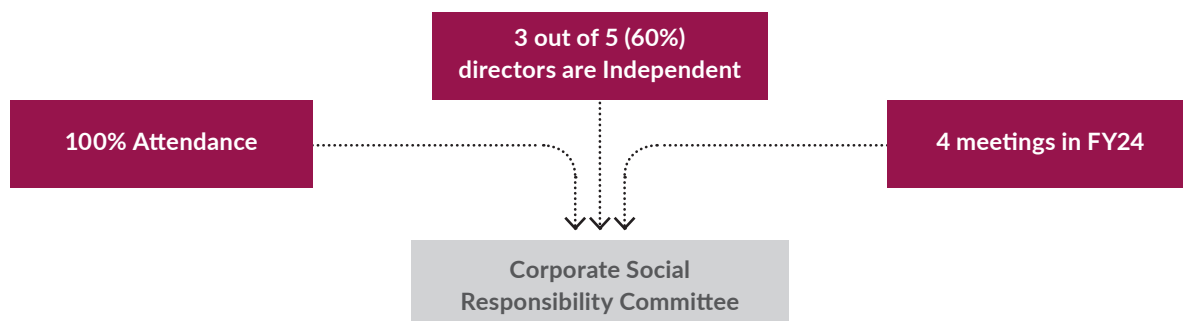 3 out of 5 (60%)
directors are Independent
100% Attendance
4 meetings in FY24
Corporate Social
Responsibility Committee